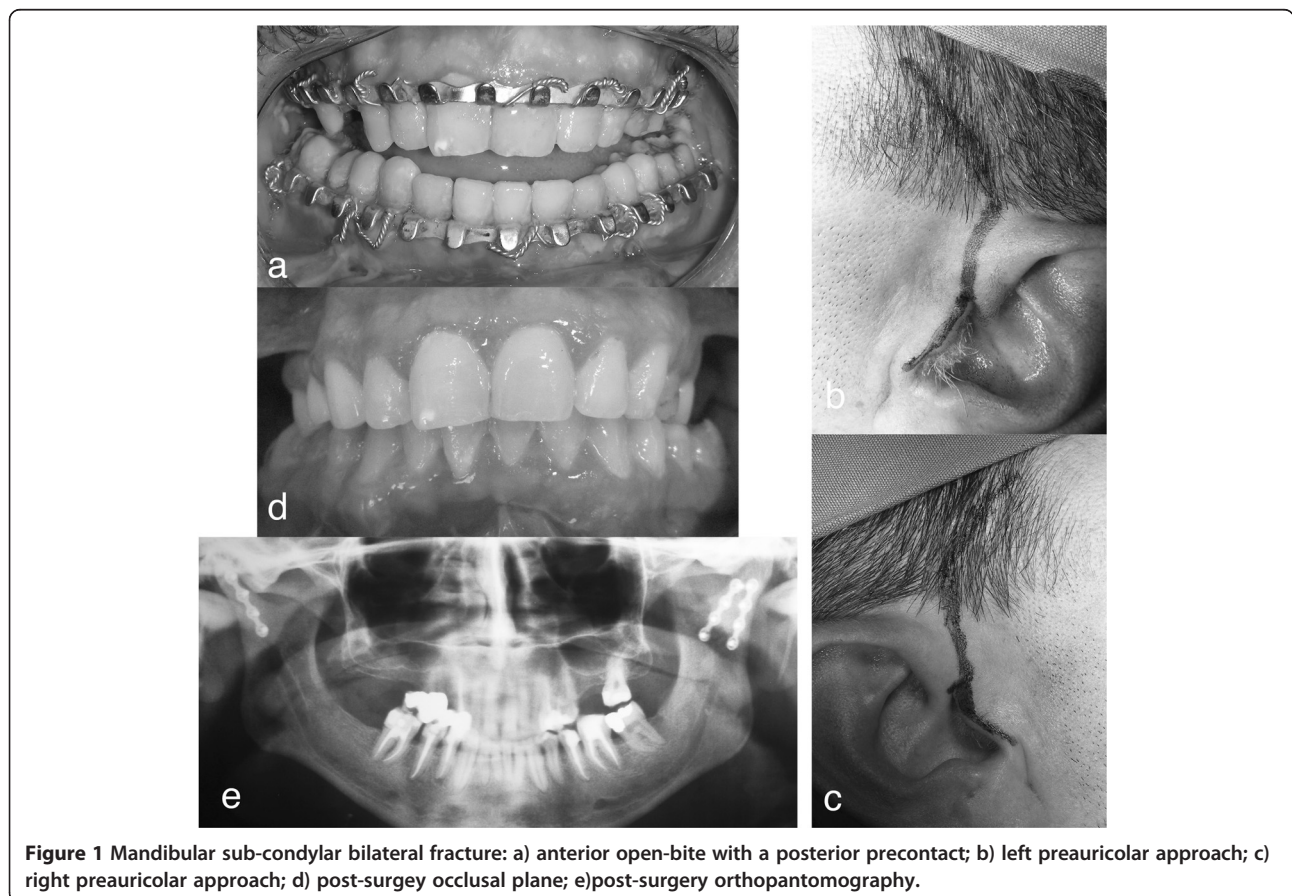 a
b
d
c
e
Figure 1 Mandibular sub-condylar bilateral fracture: a) anterior open-bite with a posterior precontact; b) left preauricolar approach; c)
right preauricolar approach; d) post-surgey occlusal plane; e)post-surgery orthopantomography.